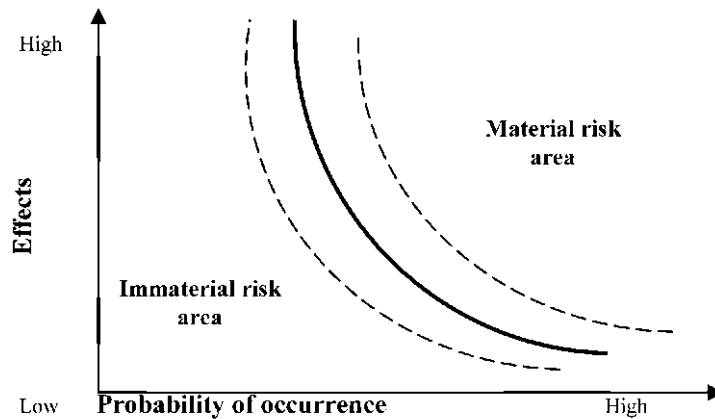 High
Material risk
area
Effects
Immaterial risk
area
Low
Probability of occurrence
High